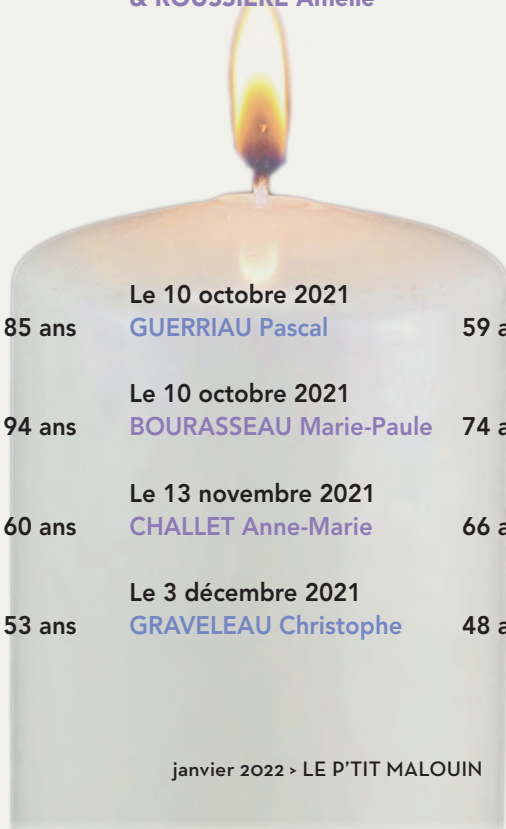 & ROUSSIÈRE Amélie
Le 10 octobre 2021
85 ans GUERRIAU Pascal 59 a
Le 10 octobre 2021
94 ans BOURASSEAU Marie-Paule 74 a
Le 13 novembre 2021
60 ans CHALLET Anne-Marie 66 a
Le 3 décembre 2021
53 ans GRAVELEAU Christophe 48 a
janvier 2022 > LE P'TIT MALOUIN